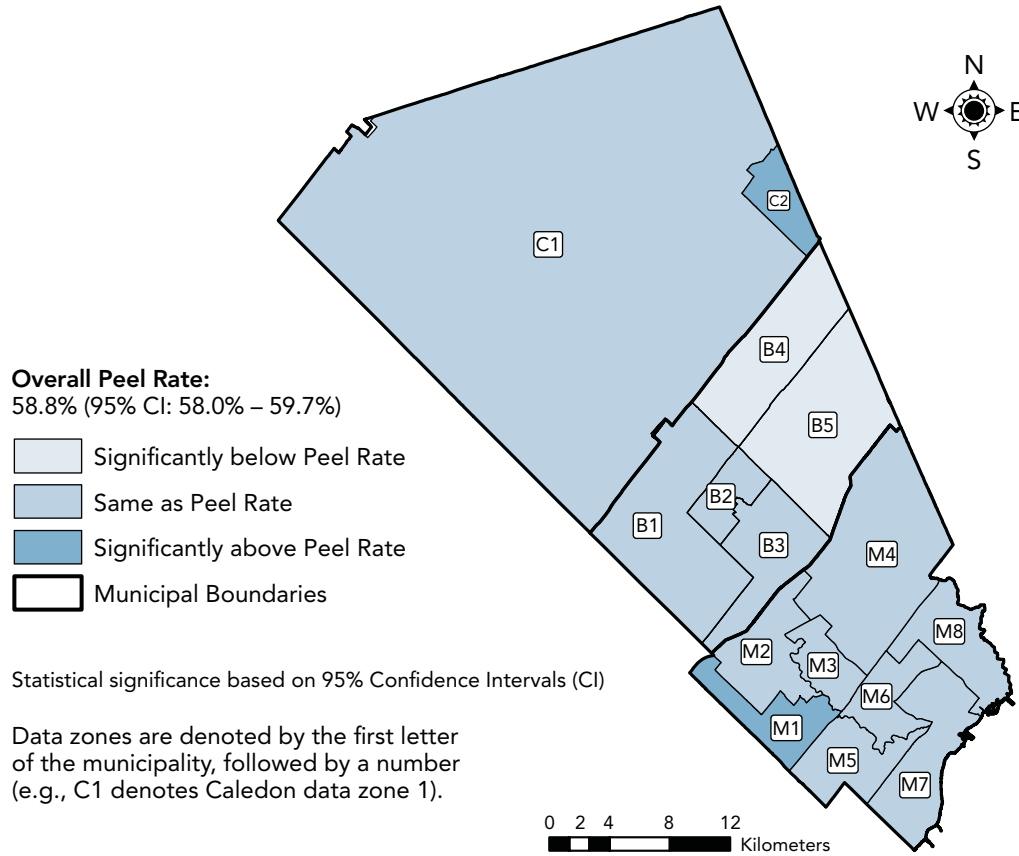 N
W
E
S
C2
C1
B4
Overall Peel Rate:
58.8% (95% CI: 58.0% – 59.7%)
B5
Significantly below Peel Rate
Same as Peel Rate
B2
B1
B3
Significantly above Peel Rate
M4
Municipal Boundaries
M8
M2
M3
Statistical significance based on 95% Confidence Intervals (CI)
M6
M1
Data zones are denoted by the first letter
of the municipality, followed by a number
(e.g., C1 denotes Caledon data zone 1).
M5
M7
0 2 4 8 12
Kilometers